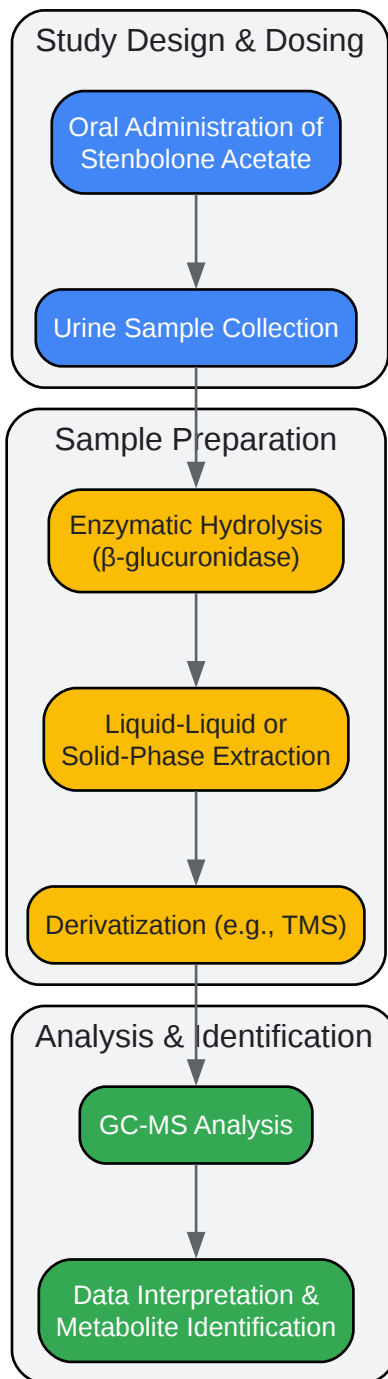 Study Design & Dosing
Oral Administration of
Stenbolone Acetate
Urine Sample Collection
Sample Preparation
Enzymatic Hydrolysis
(β-glucuronidase)
Liquid-Liquid or
Solid-Phase Extraction
Derivatization (e.g., TMS)
Analysis & Identification
GC-MS Analysis
Data Interpretation &
Metabolite Identification